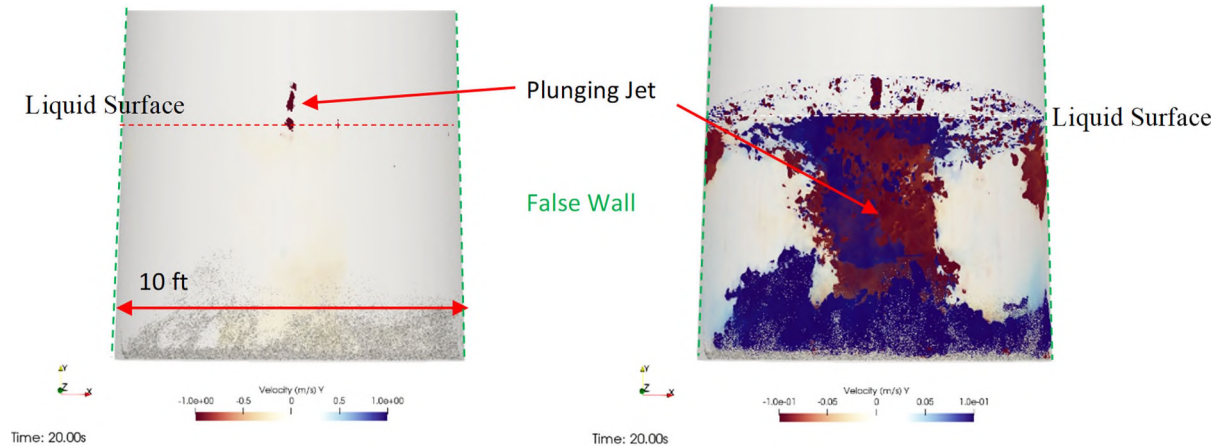 Liquid Surface
Plunging Jet
Liquid Surface
False Wall
10 ft
Y
Z
X
Velocity (m/s) Y
-1.0e+00 -0.5 0 0.5 1.0e+00
Time: 20.00s
Y
Z
X
Velocity (m/s) Y
-1.0e-01 -0.05 0 0.05 1.0e-01
Time: 20.00s